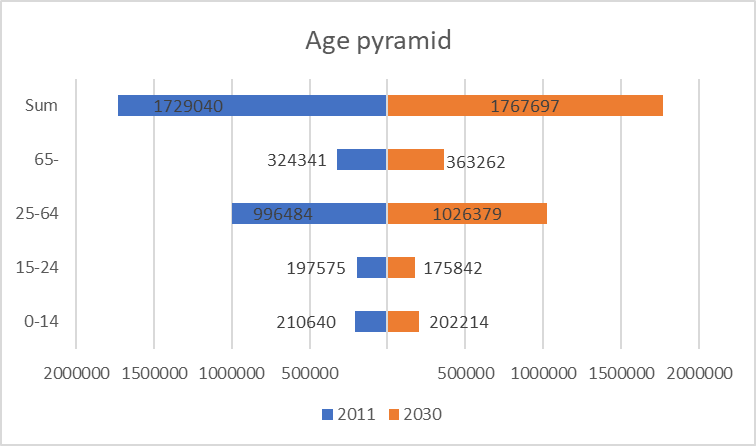 Age pyramid
Sum 1729040 1767697
65- 324341 363262
25-64 996484 1026379
15-24 197575 175842
0-14 210640 202214
2000000 1500000 1000000 500000 500000 1000000 1500000 2000000
2011 2030